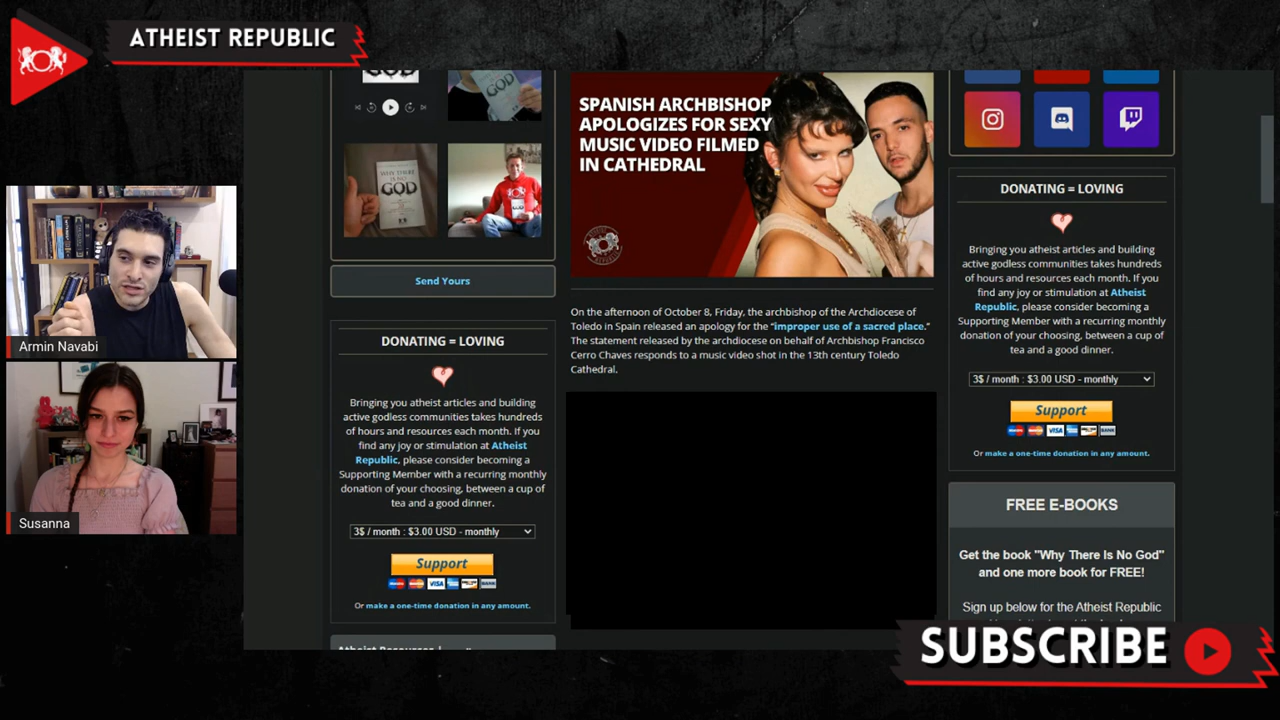 ATHEIST REPUBLIC
Armin Navabi
Susanna
GOD
GOD
WHY THERE
IS NO
GOD
Send Yours
DONATING = LOVING
Bringing you atheist articles and building
active godless communities takes hundreds
of hours and resources each month. If you
find any joy or stimulation at Atheist
Republic, please consider becoming a
Supporting Member with a recurring monthly
donation of your choosing, between a cup of
tea and a good dinner.
3$ / month : $3.00 USD - monthly
Support
VISA
BANK
Or make a one-time donation in any amount.
SPANISH ARCHBISHOP
APOLOGIZES FOR SEXY
MUSIC VIDEO FILMED
IN CATHEDRAL
On the afternoon of October 8, Friday, the archbishop of the Archdiocese of
Toledo in Spain released an apology for the “improper use of a sacred place.”
The statement released by the archdiocese on behalf of Archbishop Francisco
Cerro Chaves responds to a music video shot in the 13th century Toledo
Cathedral.
DONATING = LOVING
Bringing you atheist articles and building
active godless communities takes hundreds
of hours and resources each month. If you
find any joy or stimulation at Atheist
Republic, please consider becoming a
Supporting Member with a recurring monthly
donation of your choosing, between a cup of
tea and a good dinner.
3$ / month : $3.00 USD - monthly
Support
VISA
BANK
Or make a one-time donation in any amount.
FREE E-BOOKS
Get the book "Why There Is No God"
and one more book for FREE!
Sign up below for the Atheist Republic
SUBSCRIBE